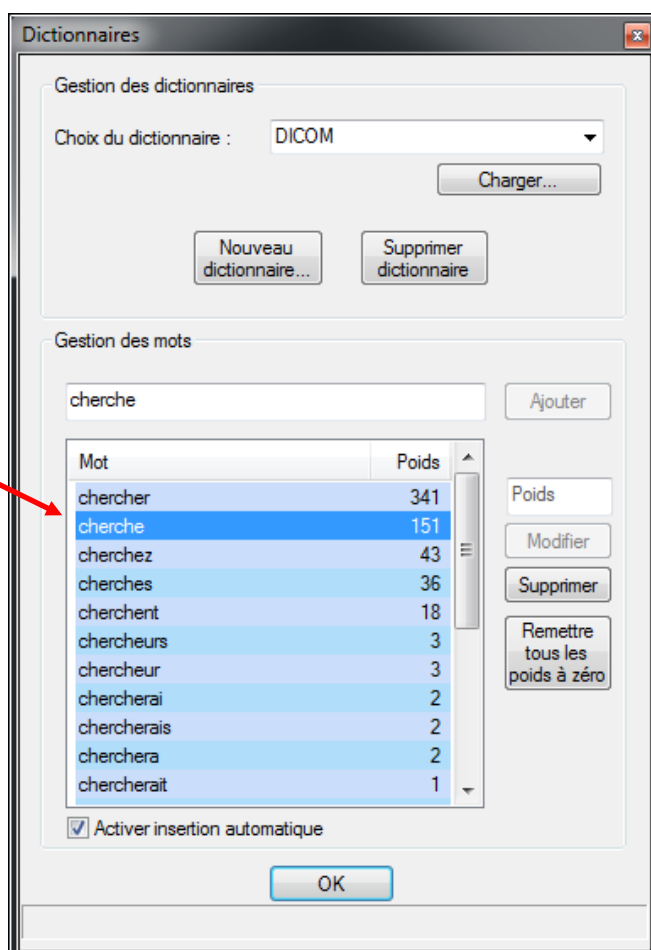 Dictionnaires
Gestion des dictionnaires
Choix du dictionnaire : DICOM
Charger...
Nouveau
dictionnaire...
Supprimer
dictionnaire
Gestion des mots
cherche
Ajouter
Mot Poids
chercher 341
cherche 151
cherchez 43
cherches 36
cherchent 18
chercheurs 3
chercheur 3
chercherai 2
chercherais 2
cherchera 2
chercherait 1
Poids
Modifier
Supprimer
Remettre
tous les
poids à zéro
Activer insertion automatique
OK